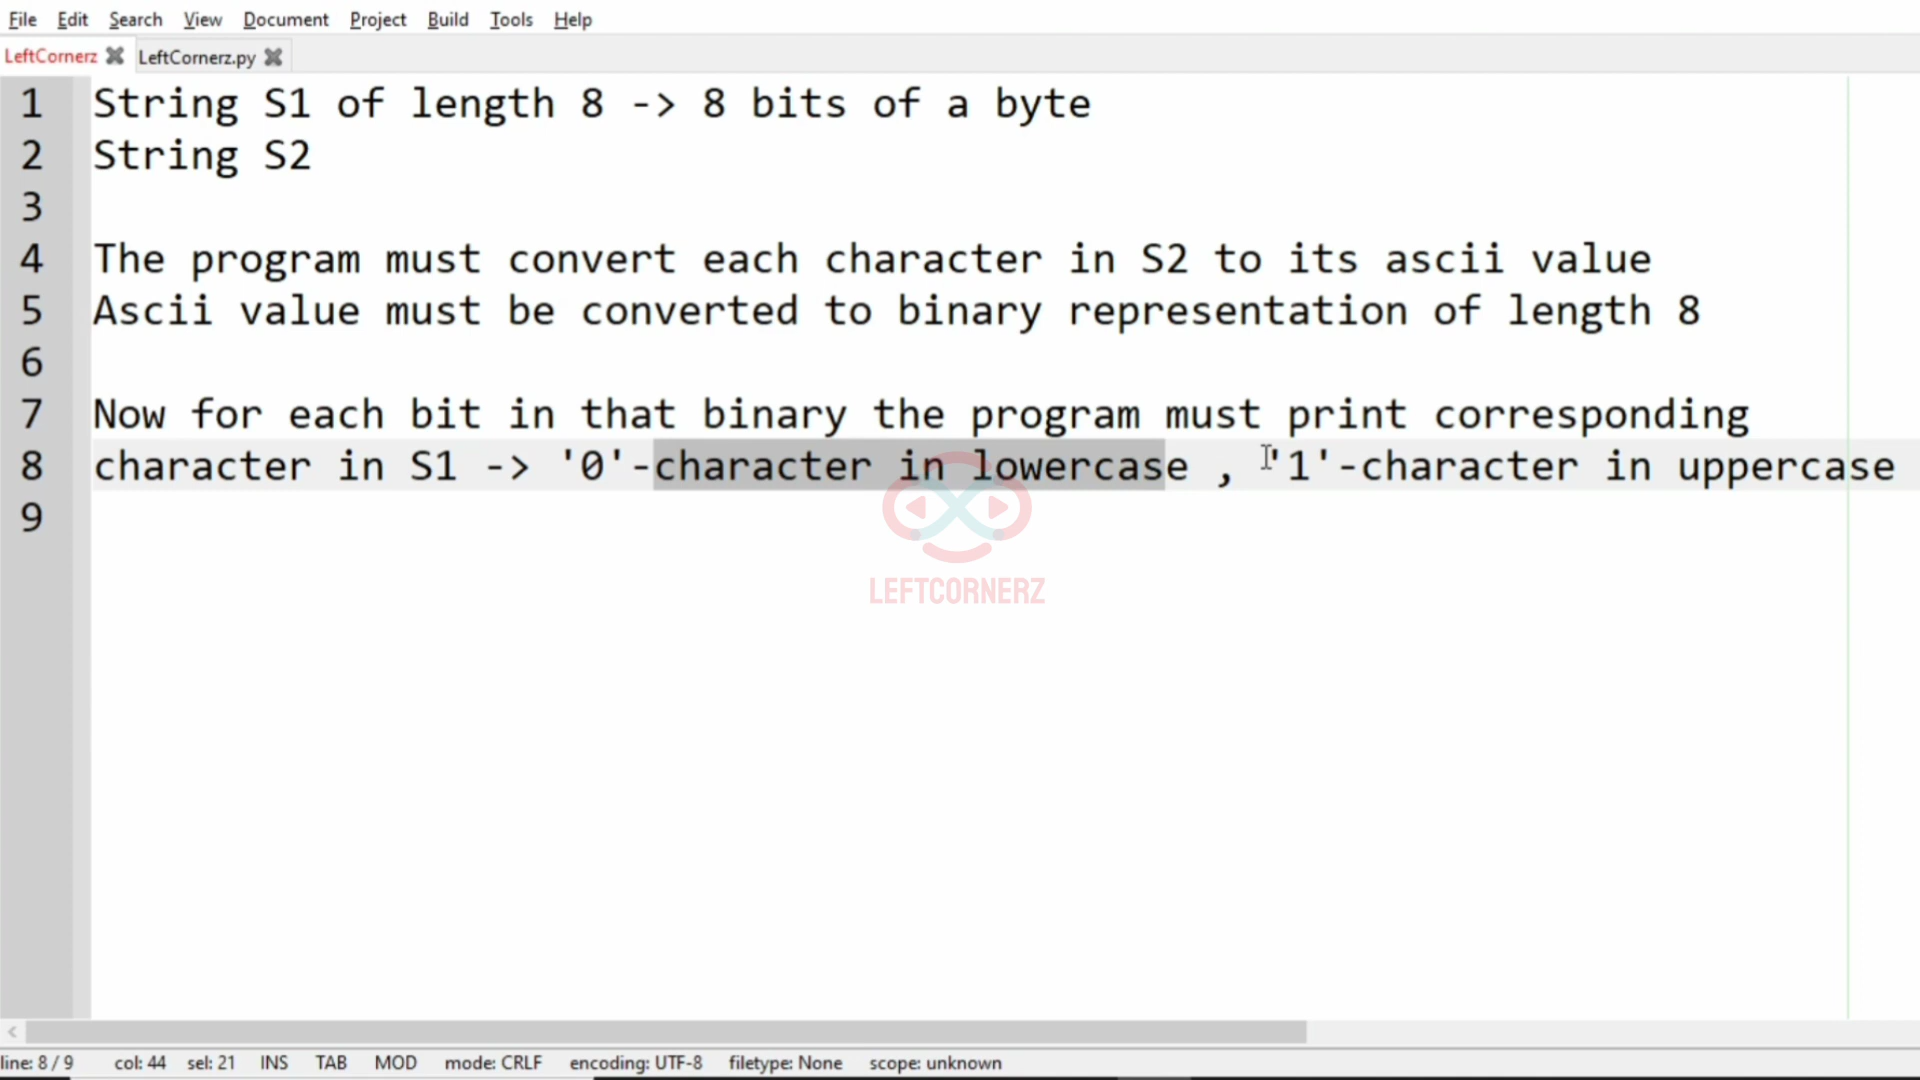 File Edit Search View Document Project Build Tools Help
LeftCornerz LeftCornerz.py
1 String S1 of length 8 -> 8 bits of a byte
2 String S2
3
4 The program must convert each character in S2 to its ascii value
5 Ascii value must be converted to binary representation of length 8
6
7 Now for each bit in that binary the program must print corresponding
8 character in S1 -> '0'-character in lowercase , '1'-character in uppercase
9
LEFTCORNERZ
line: 8 / 9 col: 44 sel: 21 INS TAB MOD mode: CRLF encoding: UTF-8 filetype: None scope: unknown